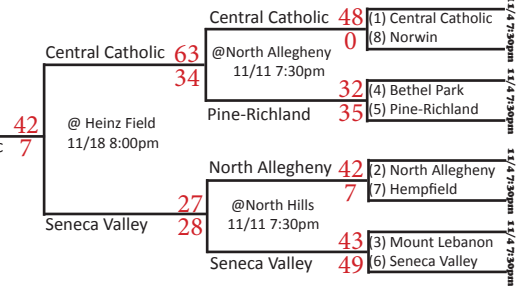 Central Catholic 48
0
(1) Central Catholic
(8) Norwin
11/4 7:30pm
Central Catholic 63
34
@North Allegheny
11/11 7:30pm
32
35
(4) Bethel Park
(5) Pine-Richland
11/4 7:30pm
Pine-Richland
42
7
c
@ Heinz Field
11/18 8:00pm
North Allegheny 42
7
(2) North Allegheny
(7) Hempfield
11/4 7:30pm
27
28
@North Hills
11/11 7:30pm
Seneca Valley
43
49
(3) Mount Lebanon
(6) Seneca Valley
11/4 7:30pm
Seneca Valley